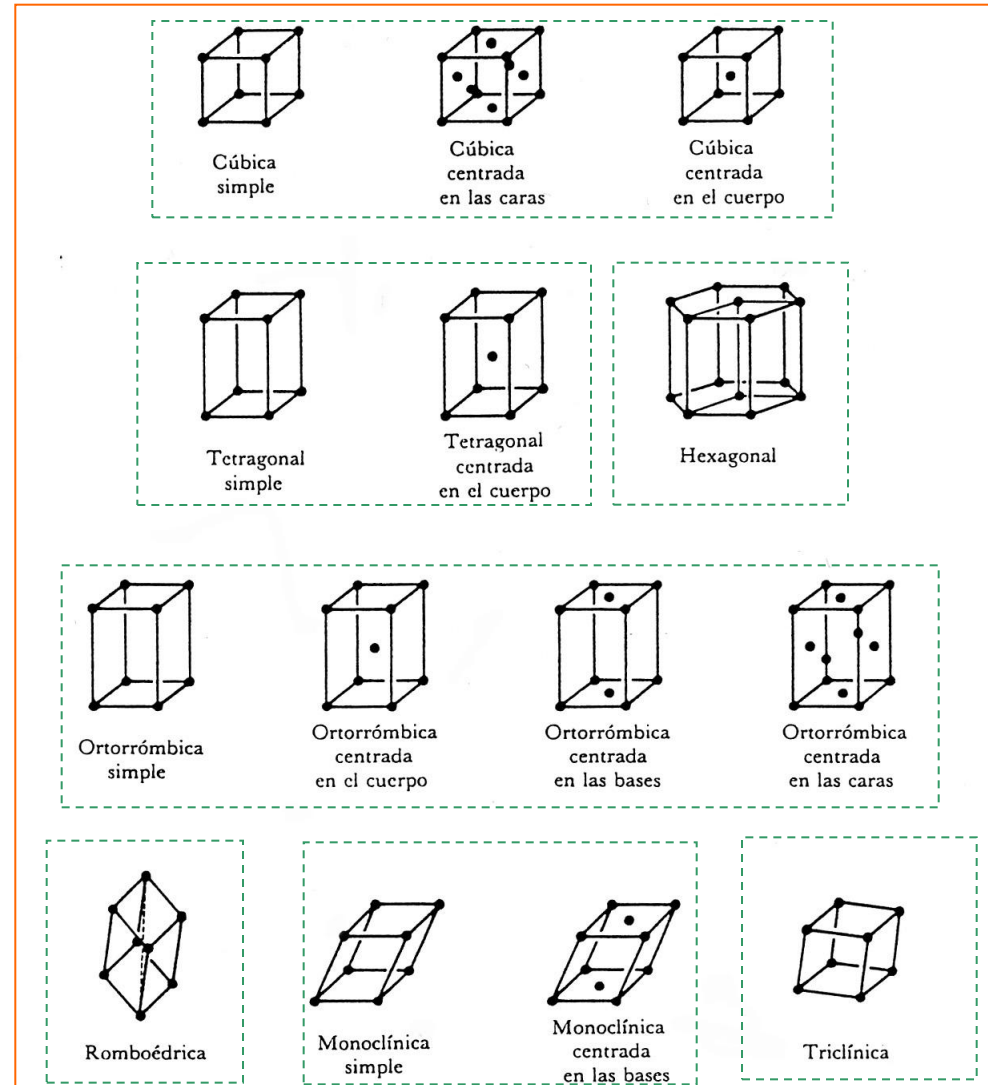 Cúbica
simple
Cúbica
centrada
en las caras
Cúbica
centrada
en el cuerpo
Tetragonal
simple
Tetragonal
centrada
en el cuerpo
Hexagonal
Ortorrómbica
simple
Ortorrómbica
centrada
en el cuerpo
Ortorrómbica
centrada
en las bases
Ortorrómbica
centrada
en las caras
Romboédrica
Monoclínica
simple
Monoclínica
centrada
en las bases
Triclínica